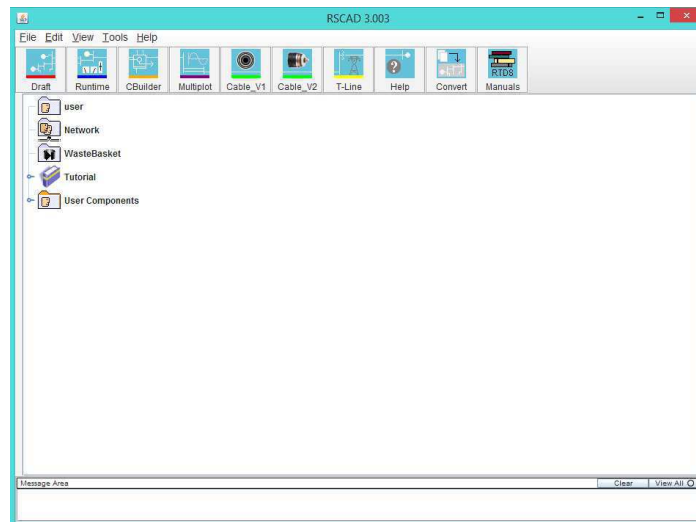 RSCAD 3.003
File Edit View Tools Help
Draft Runtime CBuilder Multiplot Cable_V1 Cable_V2 T-Line Help Convert RTDS Manuals
user
Network
WasteBasket
Tutorial
User Components
Message Area Clear View All